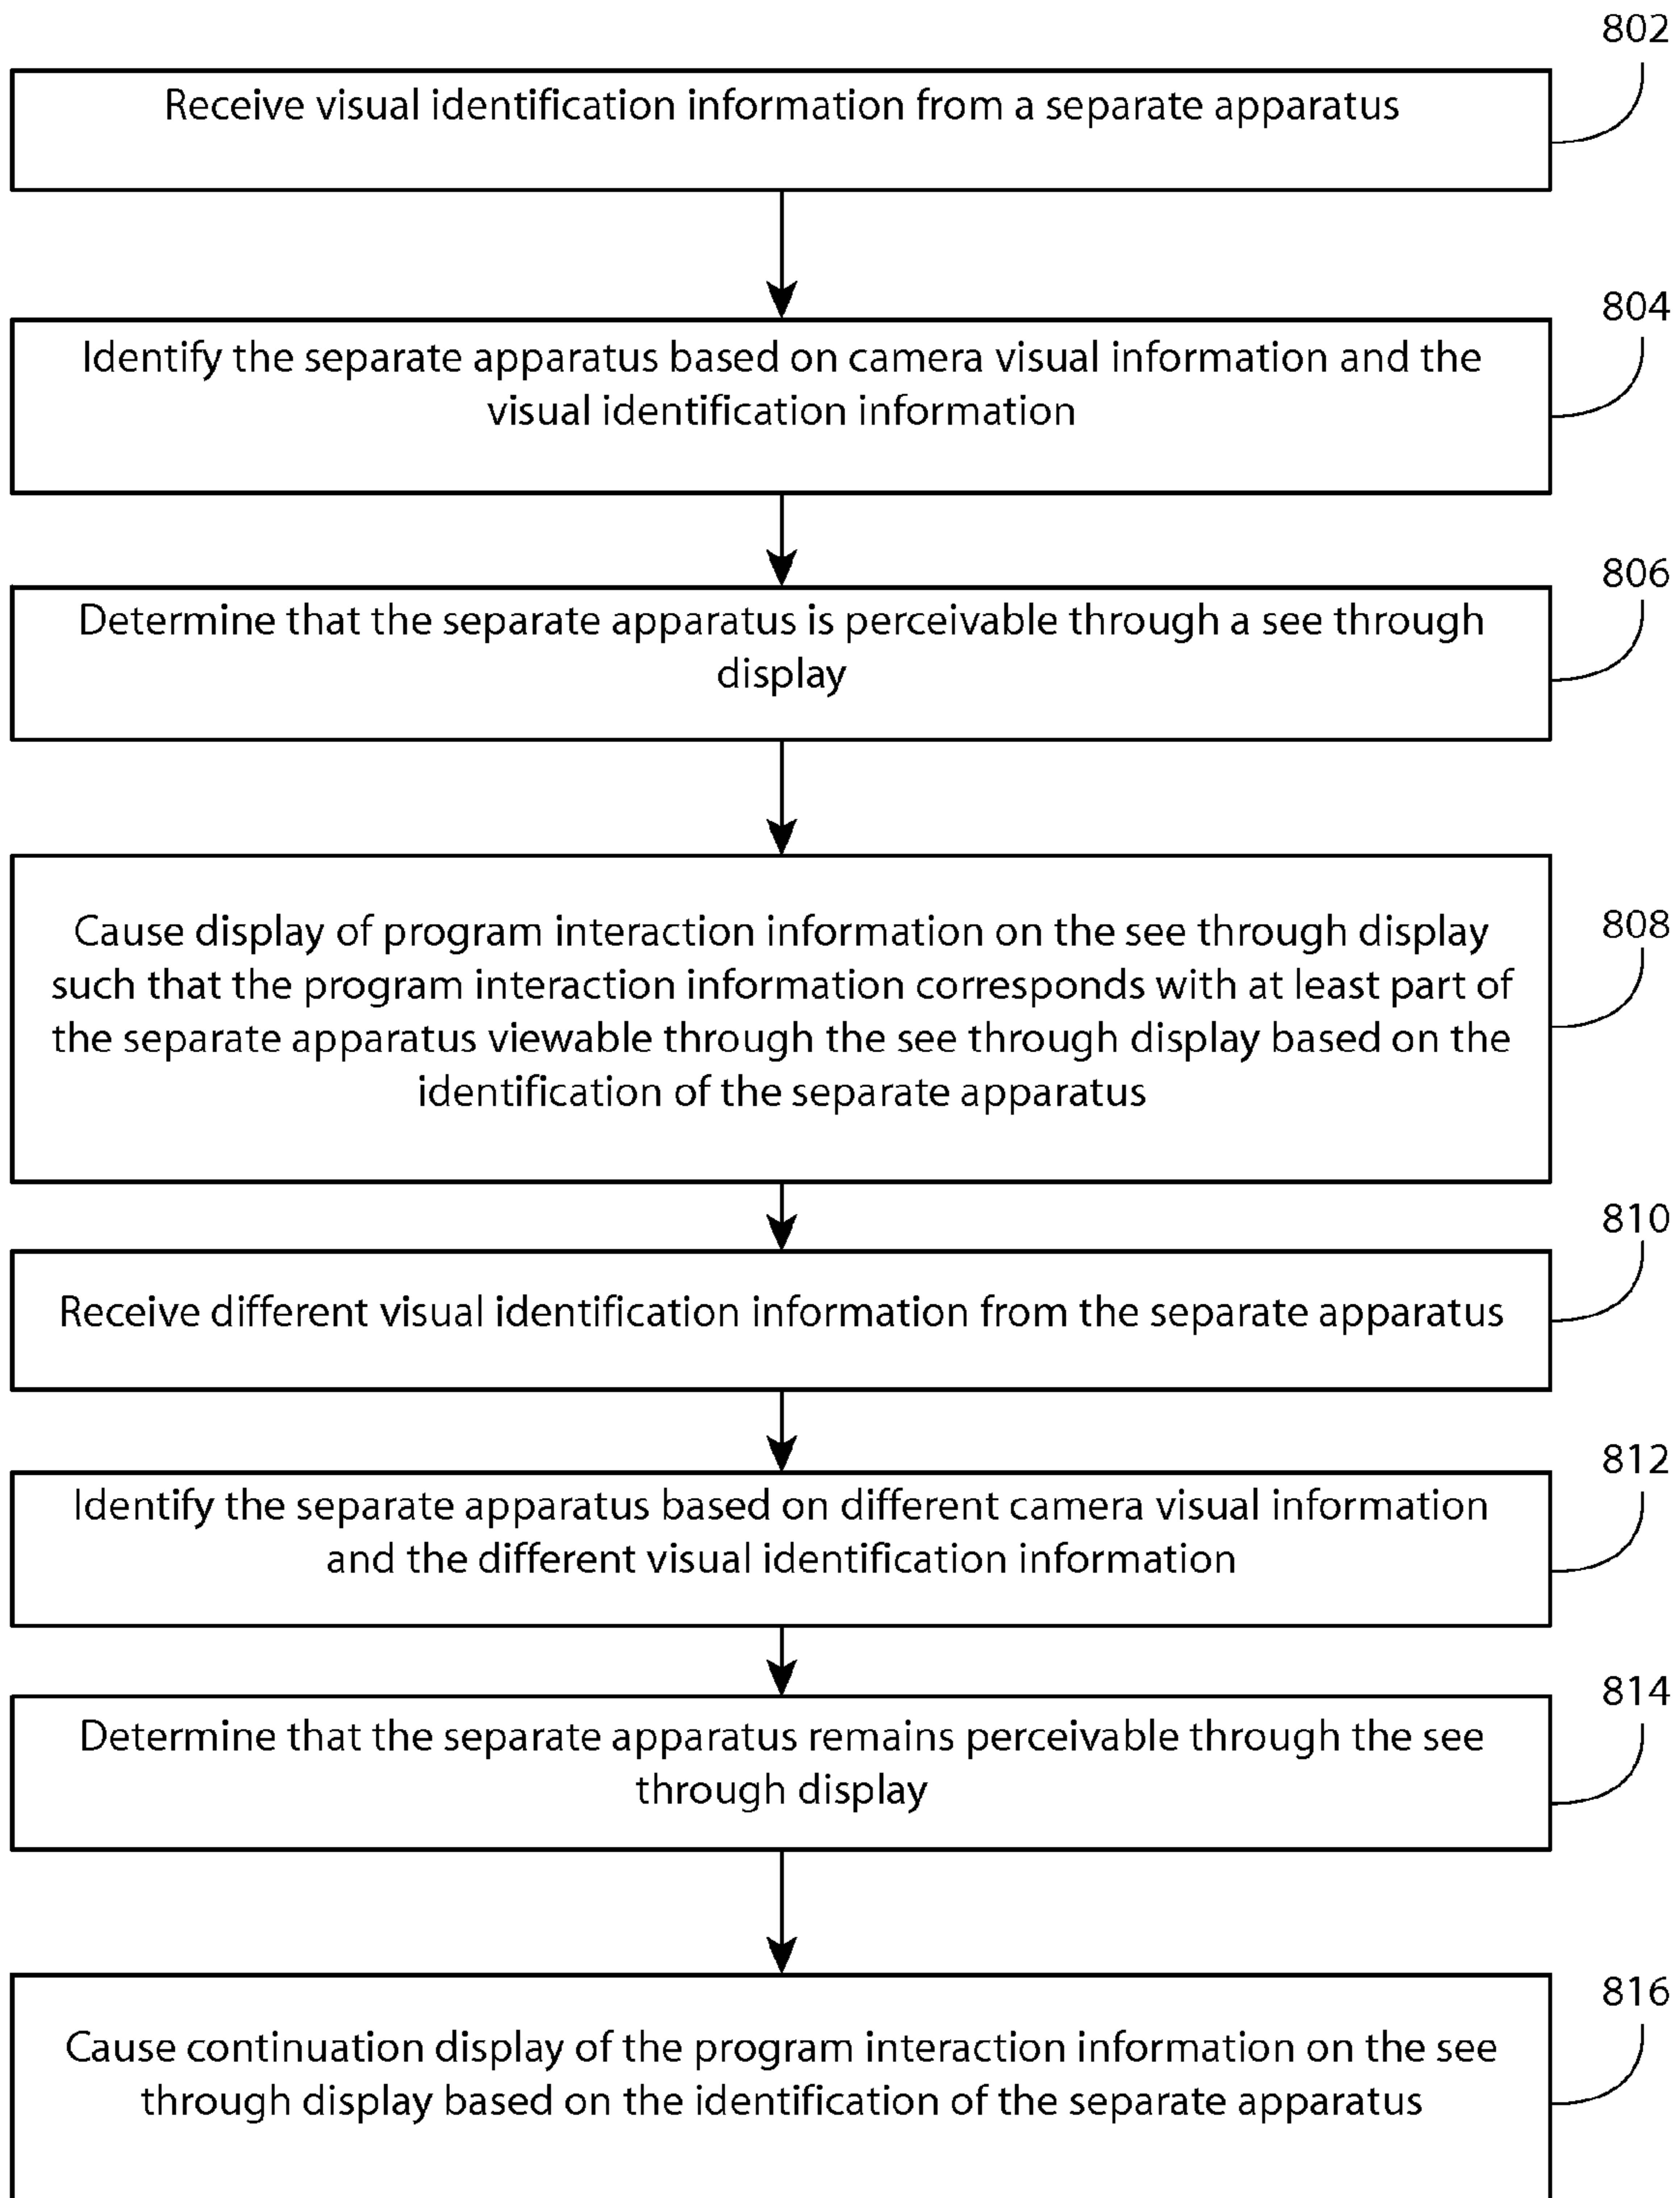 802
Receive visual identification information from a separate apparatus
804
Identify the separate apparatus based on camera visual information and the
visual identification information
806
Determine that the separate apparatus is perceivable through a see through
display
808
Cause display of program interaction information on the see through display
such that the program interaction information corresponds with at least part of
the separate apparatus viewable through the see through display based on the
identification of the separate apparatus
810
Receive different visual identification information from the separate apparatus
812
Identify the separate apparatus based on different camera visual information
and the different visual identification information
814
Determine that the separate apparatus remains perceivable through the see
through display
816
Cause continuation display of the program interaction information on the see
through display based on the identification of the separate apparatus